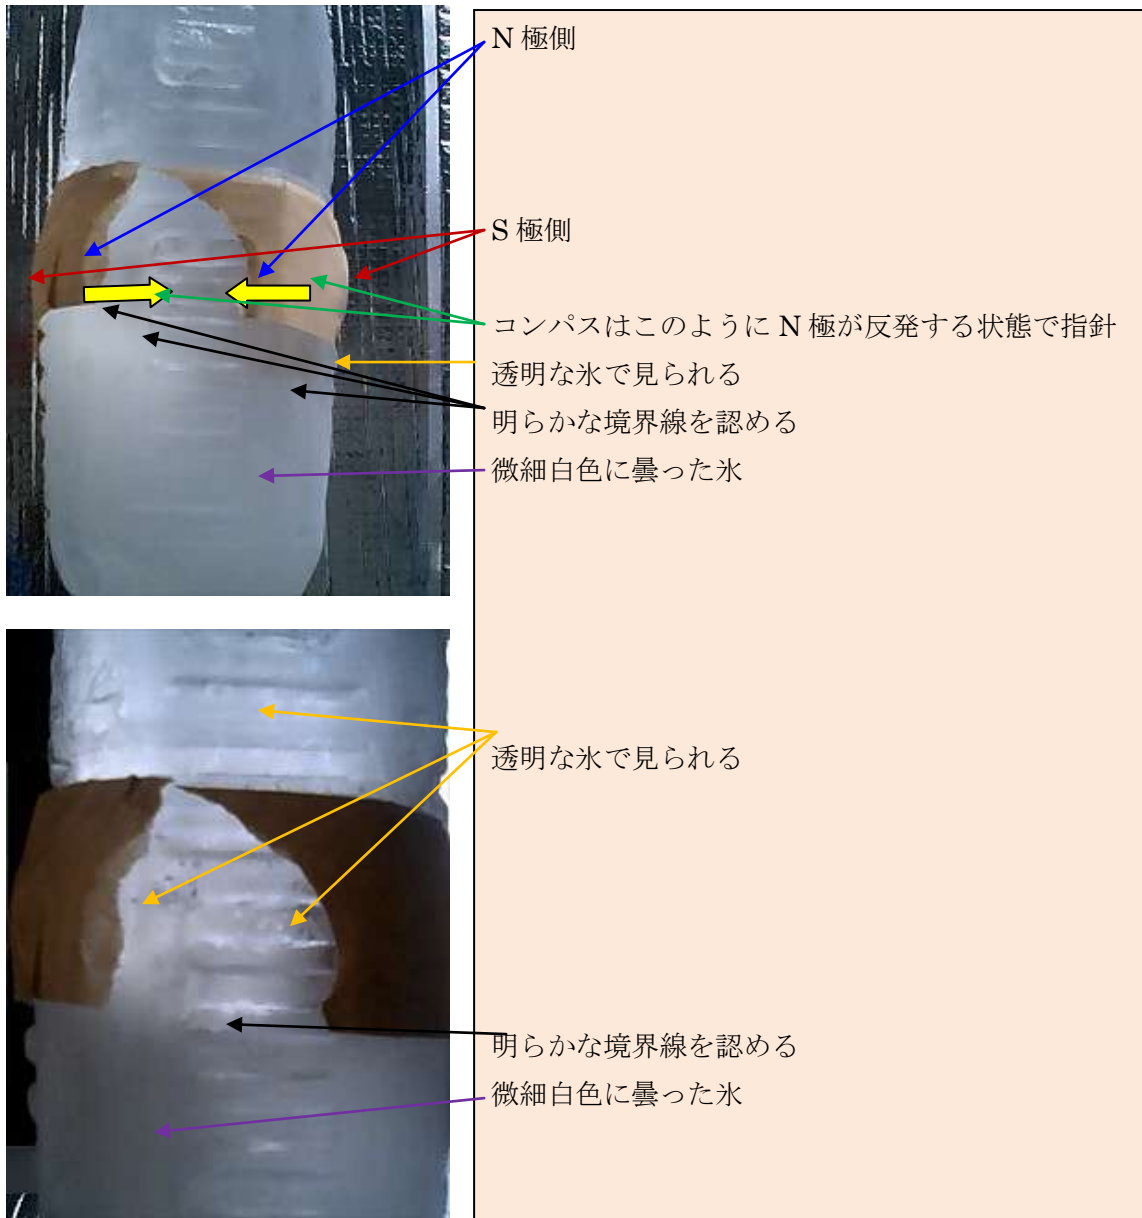 N 極側
S 極側
コンパスはこのように N 極が反発する状態で指針
透明な氷で見られる
明らかな境界線を認める
微細白色に曇った氷
透明な氷で見られる
明らかな境界線を認める
微細白色に曇った氷